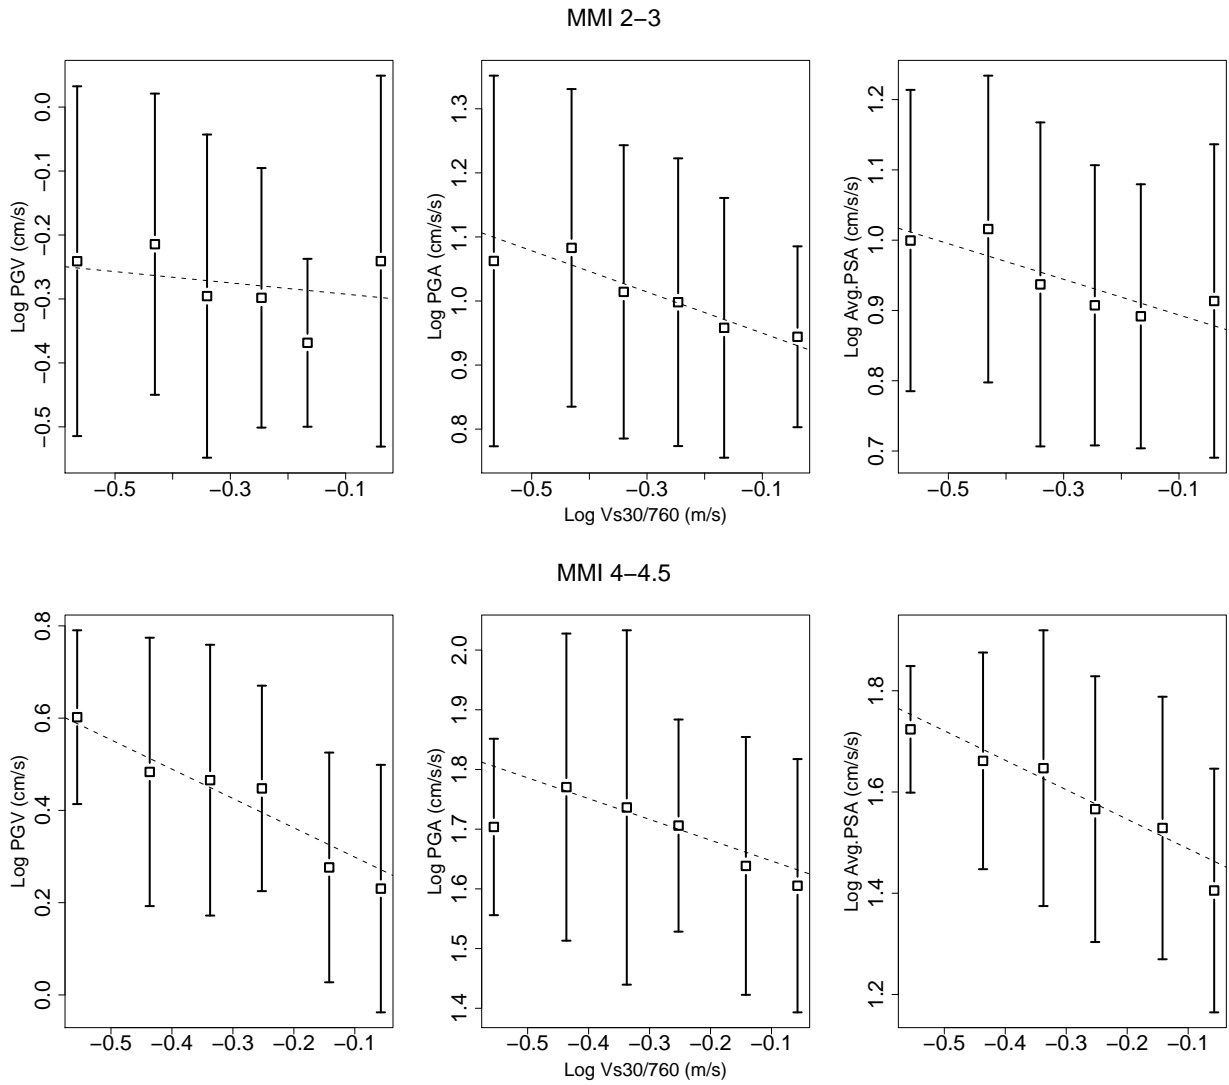 MMI 2−3
Log PGV (cm/s)
0.0
−0.1
−0.2
−0.3
−0.4
−0.5
−0.5 −0.3 −0.1
Log PGA (cm/s/s)
1.3
1.2
1.1
1.0
0.9
0.8
−0.5 −0.3 −0.1
Log Vs30/760 (m/s)
Log Avg.PSA (cm/s/s)
1.2
1.1
1.0
0.9
0.8
0.7
−0.5 −0.3 −0.1
MMI 4−4.5
Log PGV (cm/s)
0.8
0.6
0.4
0.2
0.0
−0.5 −0.4 −0.3 −0.2 −0.1
Log PGA (cm/s/s)
2.0
1.9
1.8
1.7
1.6
1.5
1.4
−0.5 −0.4 −0.3 −0.2 −0.1
Log Vs30/760 (m/s)
Log Avg.PSA (cm/s/s)
1.8
1.6
1.4
1.2
−0.5 −0.4 −0.3 −0.2 −0.1